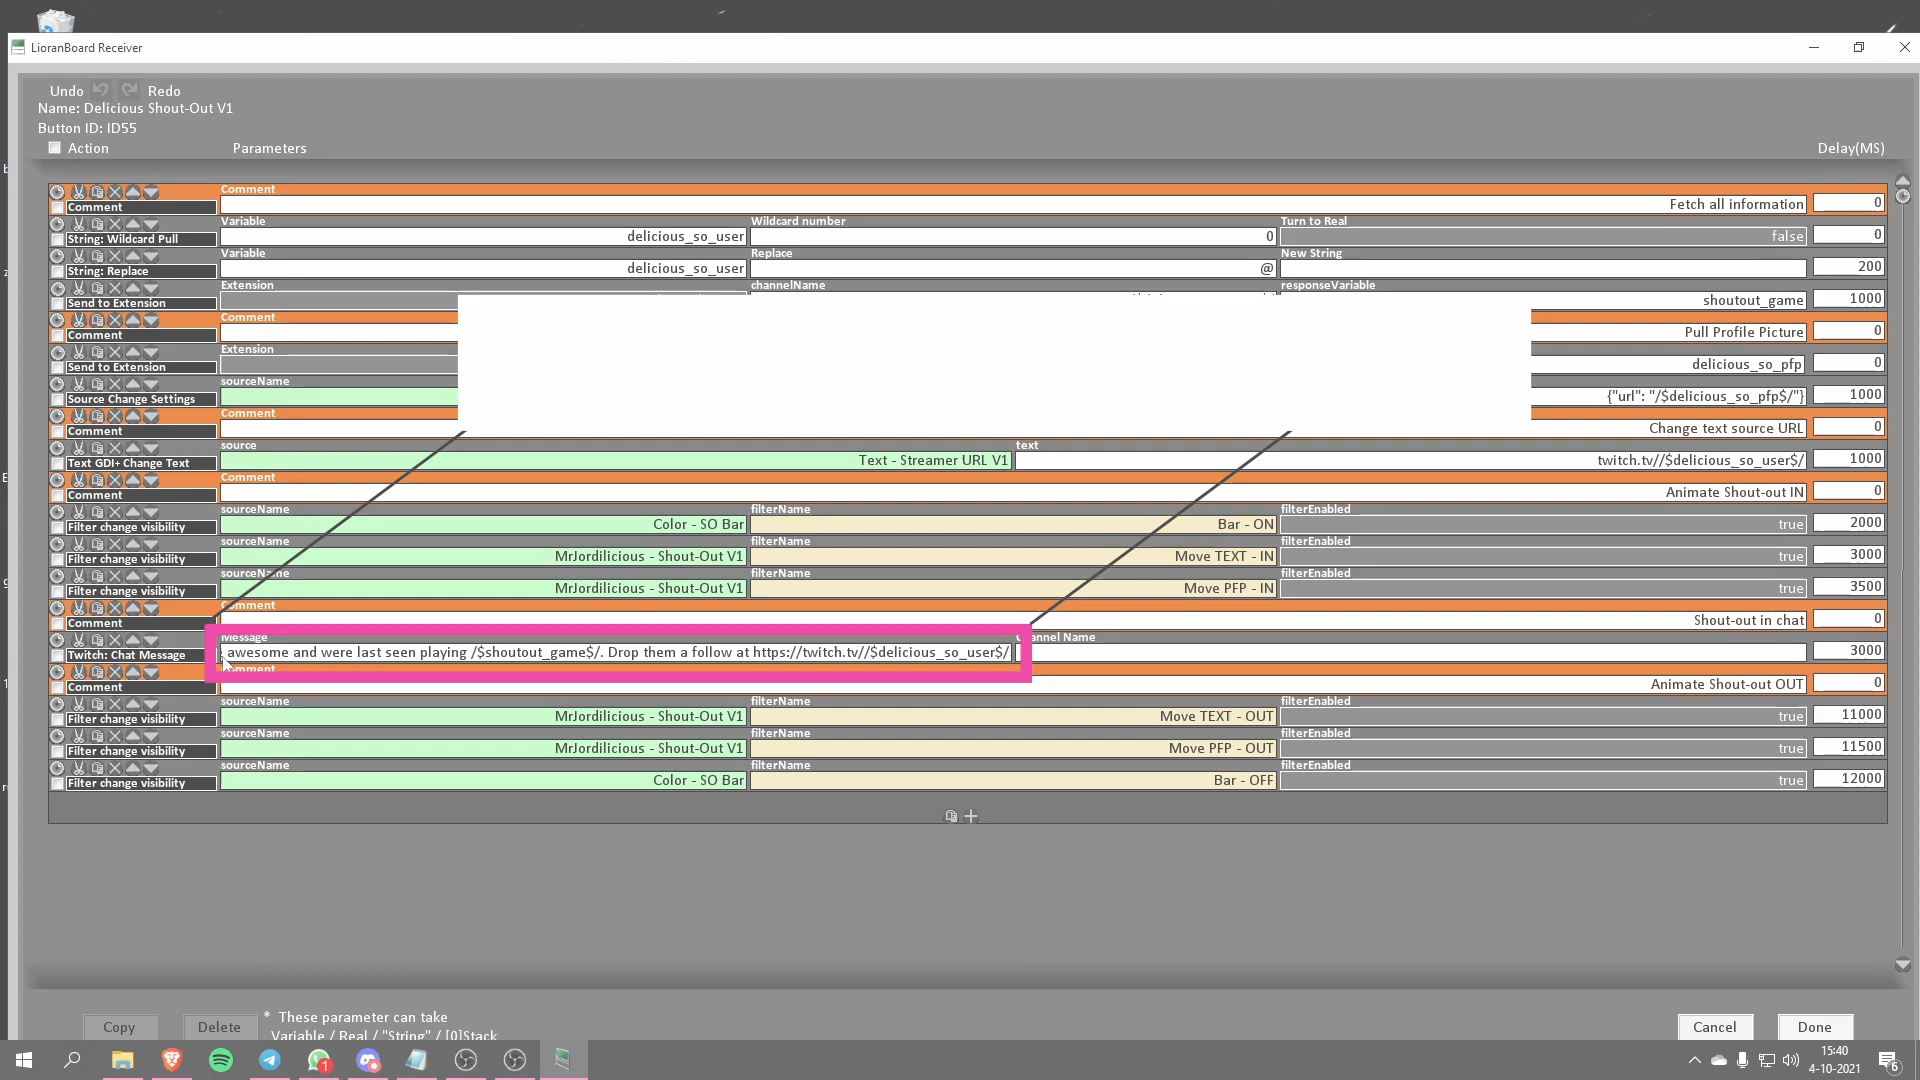 LioranBoard Receiver
Undo Redo
Name: Delicious Shout-Out V1
Button ID: ID55
Action Parameters Delay(MS)
Comment
Comment Fetch all information 0
Variable Wildcard number Turn to Real
String: Wildcard Pull delicious_so_user 0 false 0
Variable Replace New String
String: Replace delicious_so_user @ 200
Extension channelName responseVariable
Send to Extension shoutout_game 1000
Comment
Comment Pull Profile Picture 0
Extension
Send to Extension delicious_so_pfp 0
sourceName
Source Change Settings {"url": "/$delicious_so_pfp$/"} 1000
Comment
Comment Change text source URL 0
source text
Text GDI+ Change Text Text - Streamer URL V1 twitch.tv//$delicious_so_user$/ 1000
Comment
Comment Animate Shout-out IN 0
sourceName filterName filterEnabled
Filter change visibility Color - SO Bar Bar - ON true 2000
sourceName filterName filterEnabled
Filter change visibility MrJordilicious - Shout-Out V1 Move TEXT - IN true 3000
sourceName filterName filterEnabled
Filter change visibility MrJordilicious - Shout-Out V1 Move PFP - IN true 3500
Comment
Comment Shout-out in chat 0
Message Channel Name
Twitch: Chat Message awesome and were last seen playing /$shoutout_game$/. Drop them a follow at https://twitch.tv//$delicious_so_user$/ 3000
Comment
Comment Animate Shout-out OUT 0
sourceName filterName filterEnabled
Filter change visibility MrJordilicious - Shout-Out V1 Move TEXT - OUT true 11000
sourceName filterName filterEnabled
Filter change visibility MrJordilicious - Shout-Out V1 Move PFP - OUT true 11500
sourceName filterName filterEnabled
Filter change visibility Color - SO Bar Bar - OFF true 12000
Copy Delete * These parameter can take
Variable / Real / "String" / [0]Stack
Cancel Done
1
15:40
4-10-2021
6